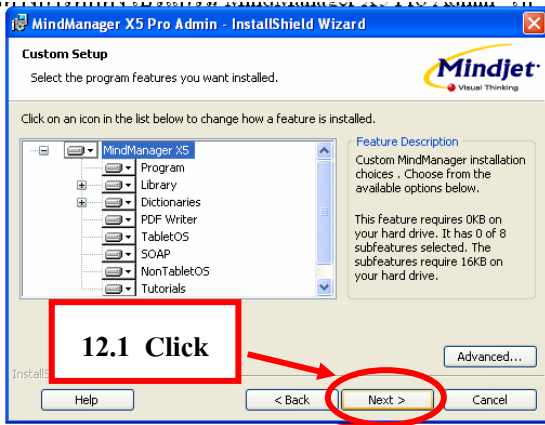 MindManager X5 Pro Admin - InstallShield Wizard
Custom Setup
Select the program features you want installed.
Mindjet
Visual Thinking
Click on an icon in the list below to change how a feature is installed.
MindManager X5
Program
Library
Dictionaries
PDF Writer
TabletOS
SOAP
NonTabletOS
Tutorials
Feature Description
Custom MindManager installation
choices . Choose from the
available options below.
This feature requires 0KB on
your hard drive. It has 0 of 8
subfeatures selected. The
subfeatures require 16KB on
your hard drive.
12.1 Click
Advanced...
Help
< Back
Next >
Cancel